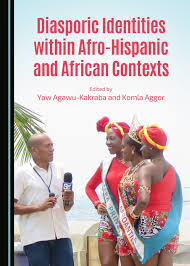 Diasporic Identities
within Afro-Hispanic
and African Contexts
Edited by
Yaw Agawu-Kakraba and Komla Aggor